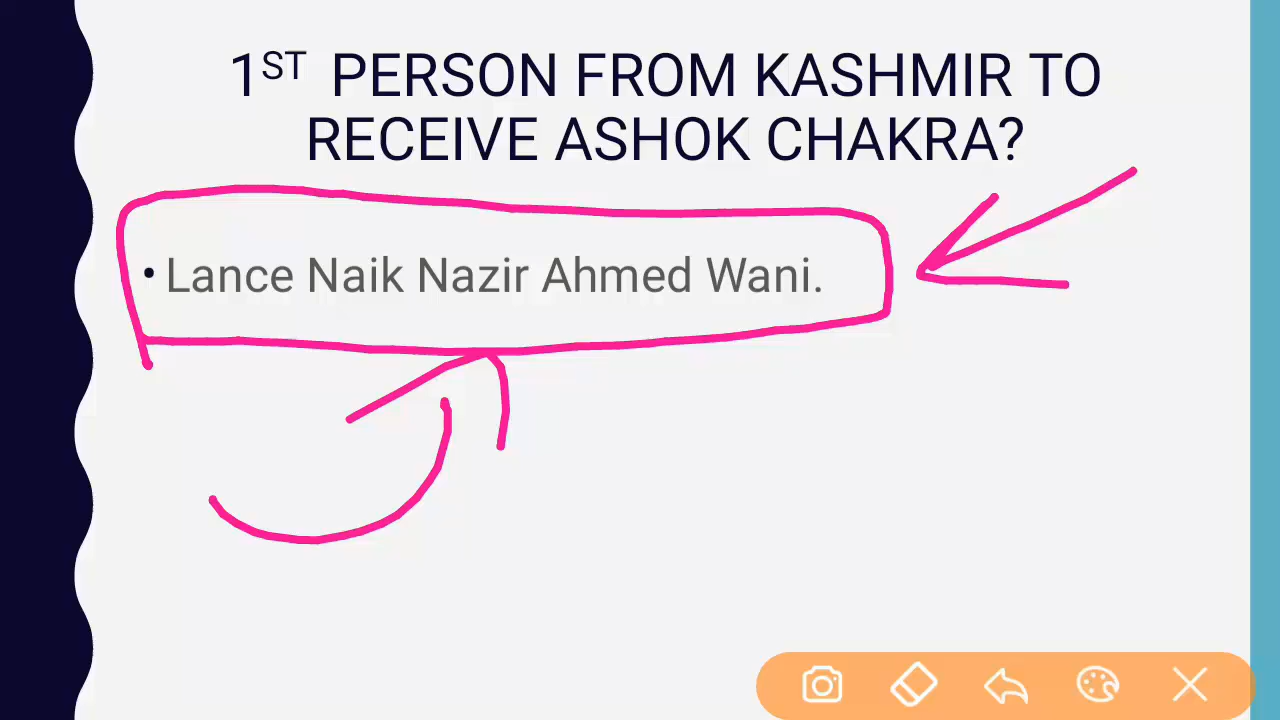 1ST PERSON FROM KASHMIR TO
RECEIVE ASHOK CHAKRA?
• Lance Naik Nazir Ahmed Wani.